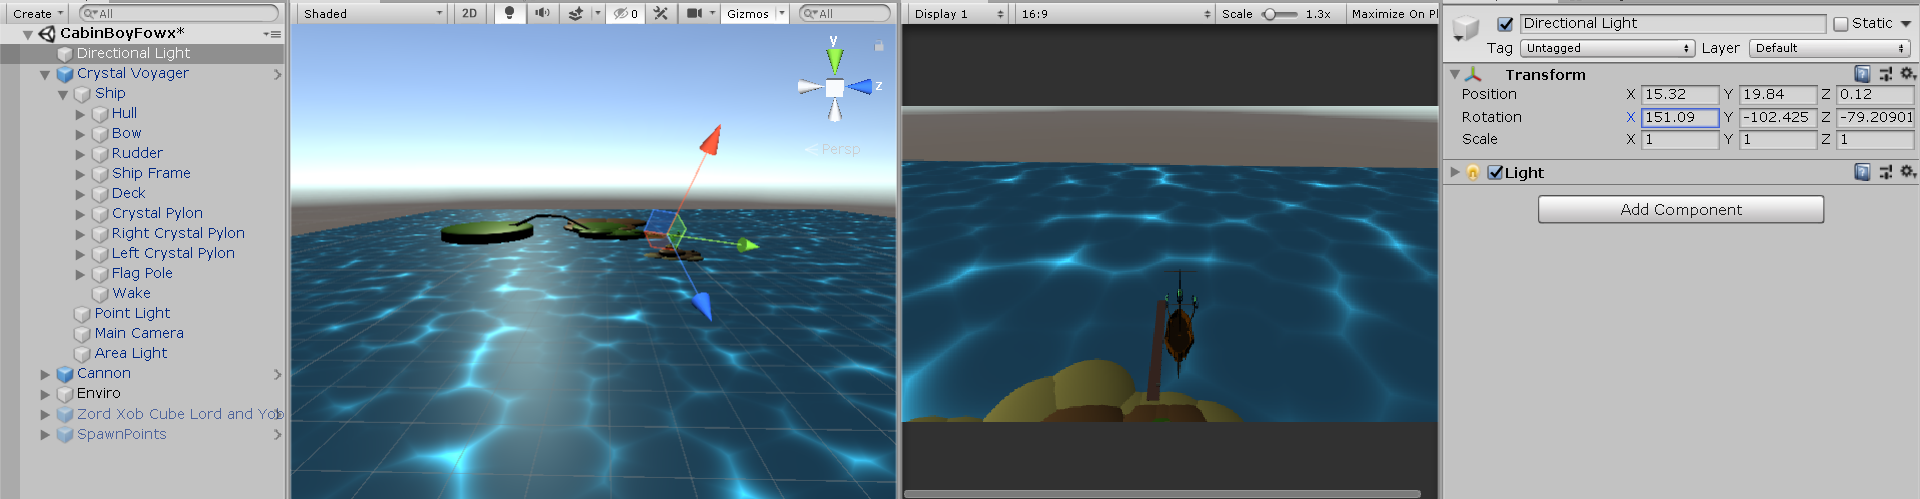 Create
All
CabinBoyFowx*
Directional Light
Crystal Voyager
Ship
Hull
Bow
Rudder
Ship Frame
Deck
Crystal Pylon
Right Crystal Pylon
Left Crystal Pylon
Flag Pole
Wake
Point Light
Main Camera
Area Light
Cannon
Enviro
Zord Xob Cube Lord and Yob
SpawnPoints
Shaded 2D 0 Gizmos All
y
z
Persp
Display 1 16:9 Scale 1.3x Maximize On Pl
Directional Light Static
Tag Untagged Layer Default
Transform
Position X 15.32 Y 19.84 Z 0.12
Rotation X 151.09 Y -102.425 Z -79.20901
Scale X 1 Y 1 Z 1
Light
Add Component